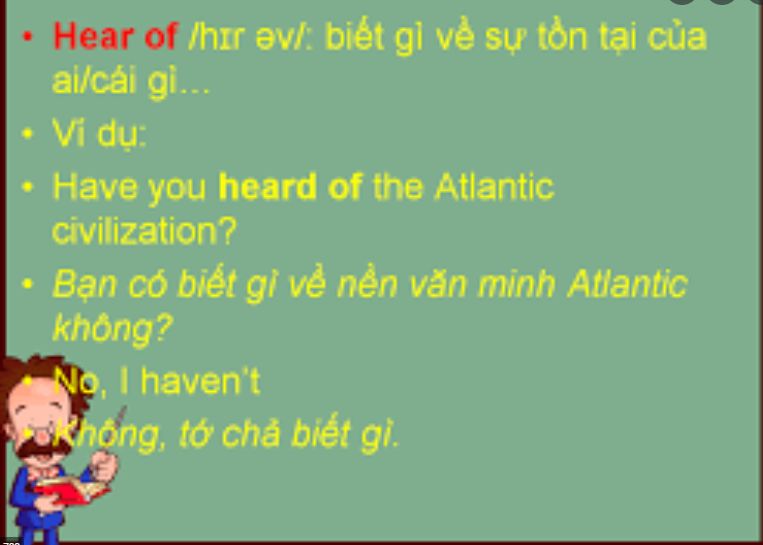 • Hear of /hɪr əv/: biết gì về sự tồn tại của
ai/cái gì...
• Ví dụ:
• Have you heard of the Atlantic
civilization?
• Bạn có biết gì về nền văn minh Atlantic
không?
• No, I haven't
• Không, tớ chả biết gì.